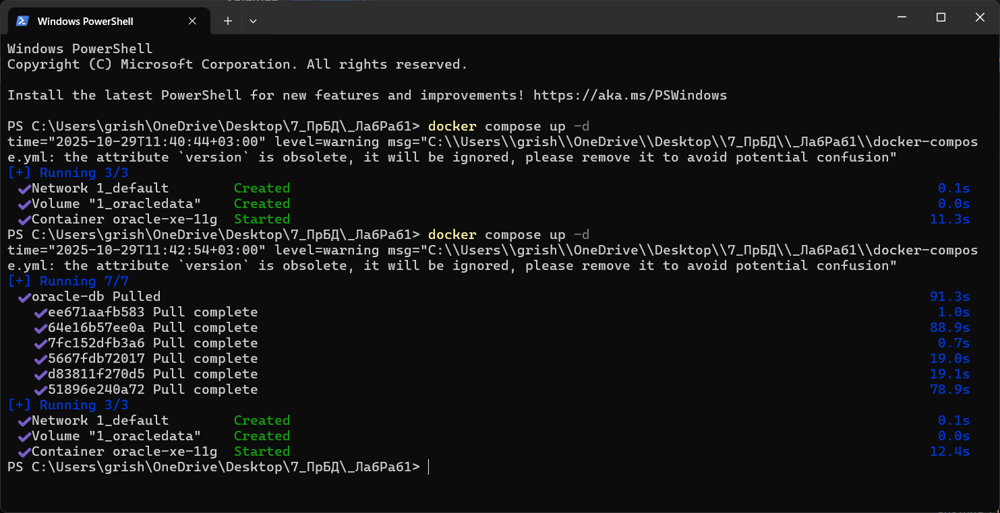 Windows PowerShell
Windows PowerShell
Copyright (C) Microsoft Corporation. All rights reserved.
Install the latest PowerShell for new features and improvements! https://aka.ms/PSWindows
PS C:\Users\grish\OneDrive\Desktop\7_ПрБД\_ЛабРаб1> docker compose up -d
time="2025-10-29T11:40:44+03:00" level=warning msg="C:\\Users\\grish\\OneDrive\\Desktop\\7_ПрБД\\_ЛабРаб1\\docker-compos
e.yml: the attribute `version` is obsolete, it will be ignored, please remove it to avoid potential confusion"
[+] Running 3/3
✔Network 1_default Created 0.1s
✔Volume "1_oracledata" Created 0.0s
✔Container oracle-xe-11g Started 11.3s
PS C:\Users\grish\OneDrive\Desktop\7_ПрБД\_ЛабРаб1> docker compose up -d
time="2025-10-29T11:42:54+03:00" level=warning msg="C:\\Users\\grish\\OneDrive\\Desktop\\7_ПрБД\\_ЛабРаб1\\docker-compos
e.yml: the attribute `version` is obsolete, it will be ignored, please remove it to avoid potential confusion"
[+] Running 7/7
✔oracle-db Pulled 91.3s
✔ee671aafb583 Pull complete 1.0s
✔64e16b57ee0a Pull complete 88.9s
✔7fc152dfb3a6 Pull complete 0.7s
✔5667fdb72017 Pull complete 19.0s
✔d83811f270d5 Pull complete 19.1s
✔51896e240a72 Pull complete 78.9s
[+] Running 3/3
✔Network 1_default Created 0.1s
✔Volume "1_oracledata" Created 0.0s
✔Container oracle-xe-11g Started 12.4s
PS C:\Users\grish\OneDrive\Desktop\7_ПрБД\_ЛабРаб1>